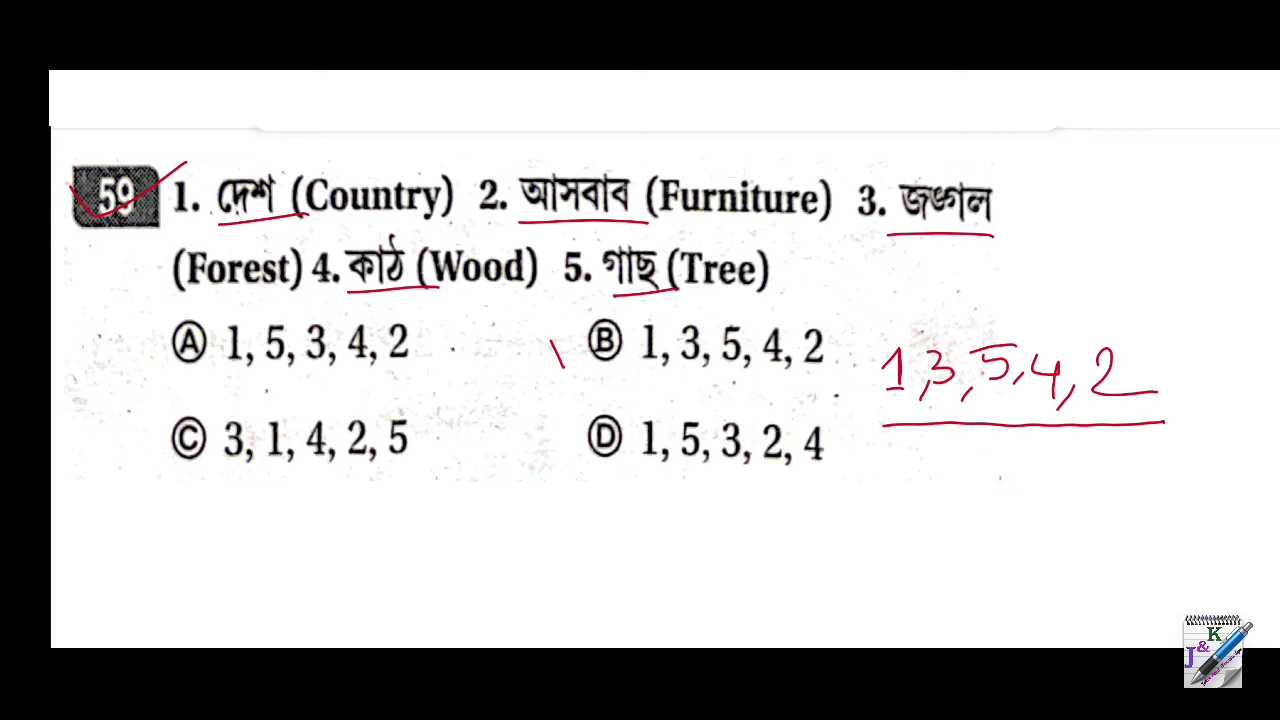 59 1. দেশ (Country) 2. আসবাব (Furniture) 3. জঙ্গল
(Forest) 4. কাঠ (Wood) 5. গাছ (Tree)
Ⓐ 1, 5, 3, 4, 2 Ⓑ 1, 3, 5, 4, 2
1,3,5,4,2
Ⓒ 3, 1, 4, 2, 5 Ⓓ 1, 5, 3, 2, 4
J&K